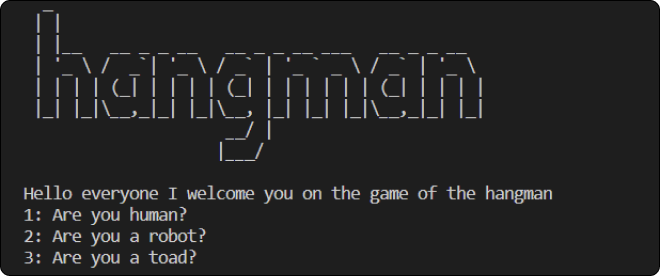 hangman
Hello everyone I welcome you on the game of the hangman
1: Are you human?
2: Are you a robot?
3: Are you a toad?